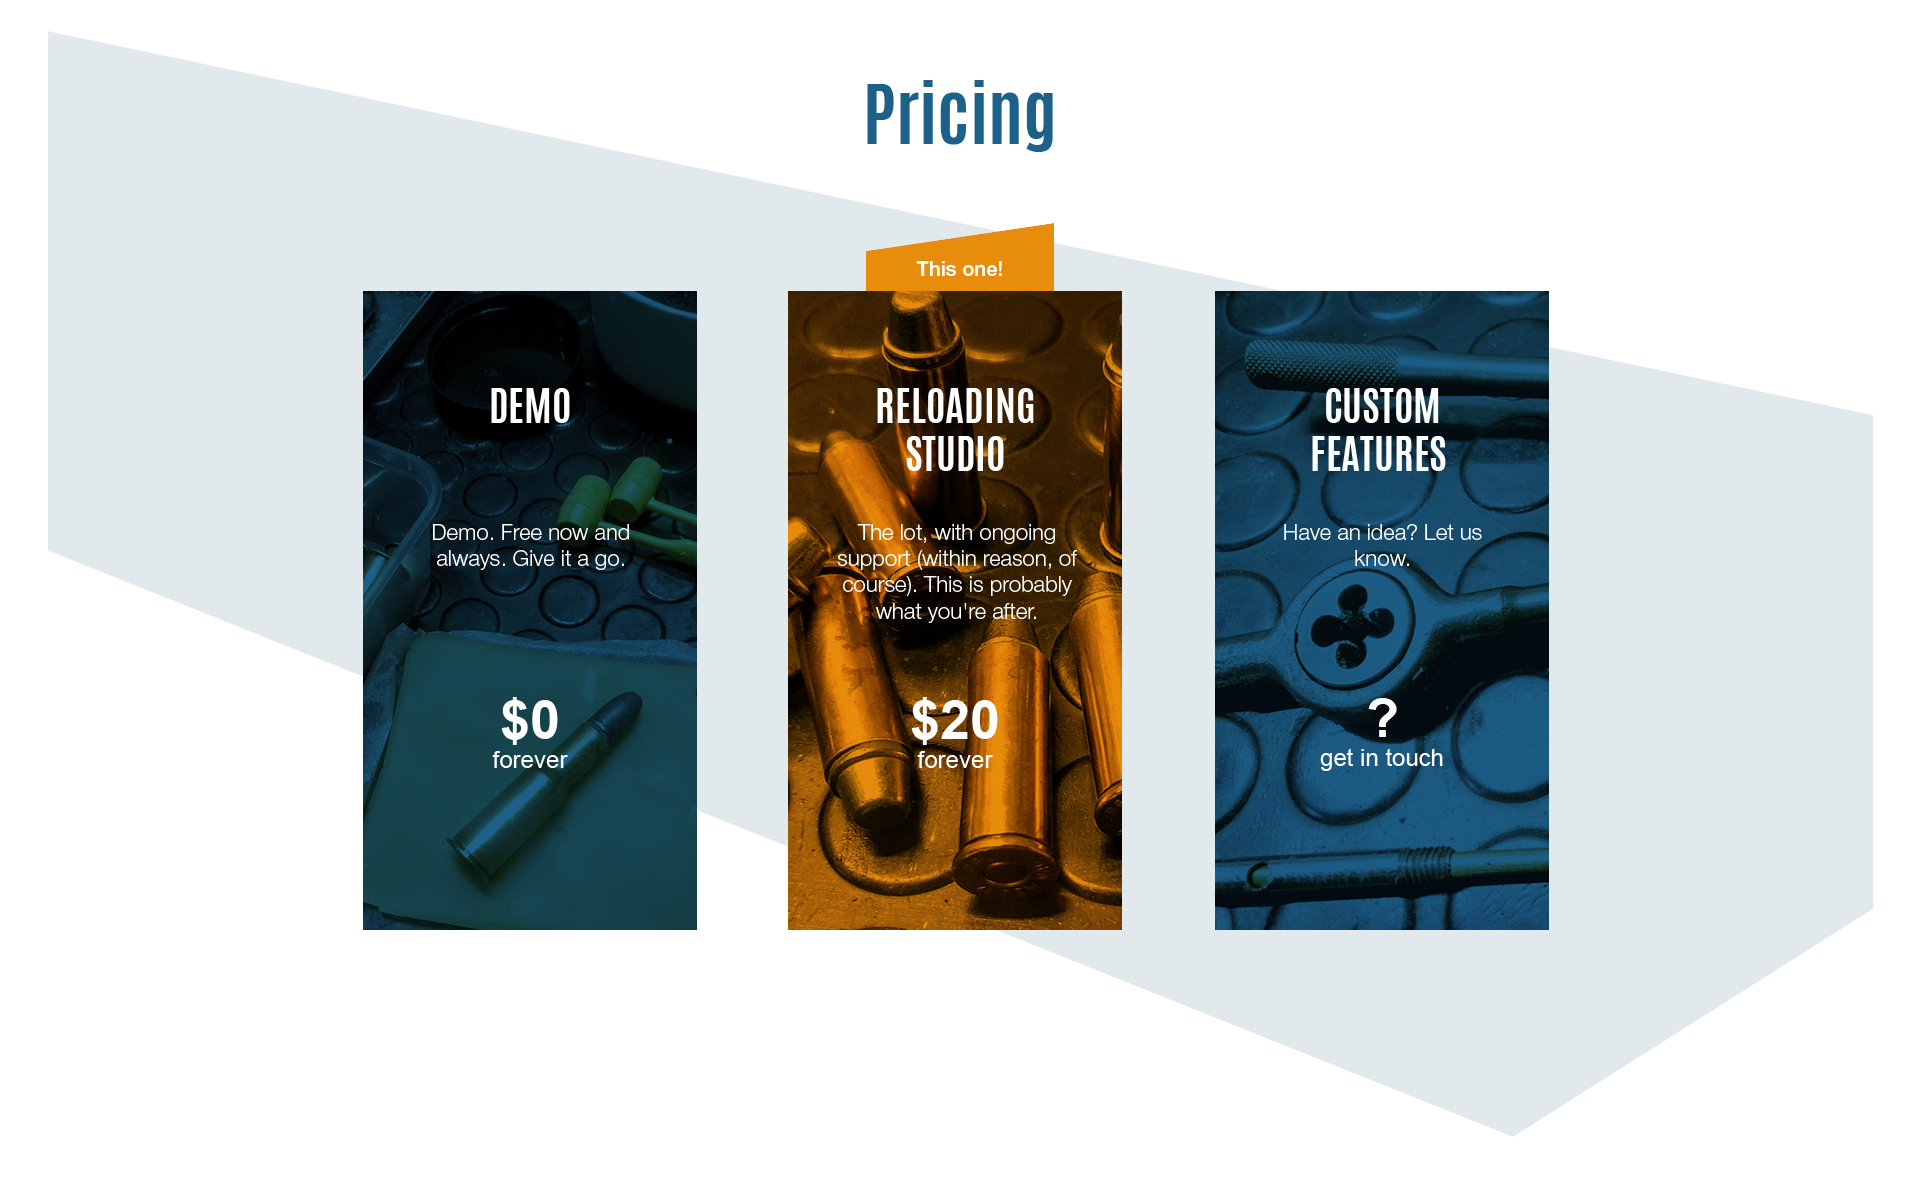 Pricing
This one!
DEMO
Demo. Free now and
always. Give it a go.
$0
forever
RELOADING
STUDIO
The lot, with ongoing
support (within reason, of
course). This is probably
what you're after.
$20
forever
CUSTOM
FEATURES
Have an idea? Let us
know.
?
get in touch